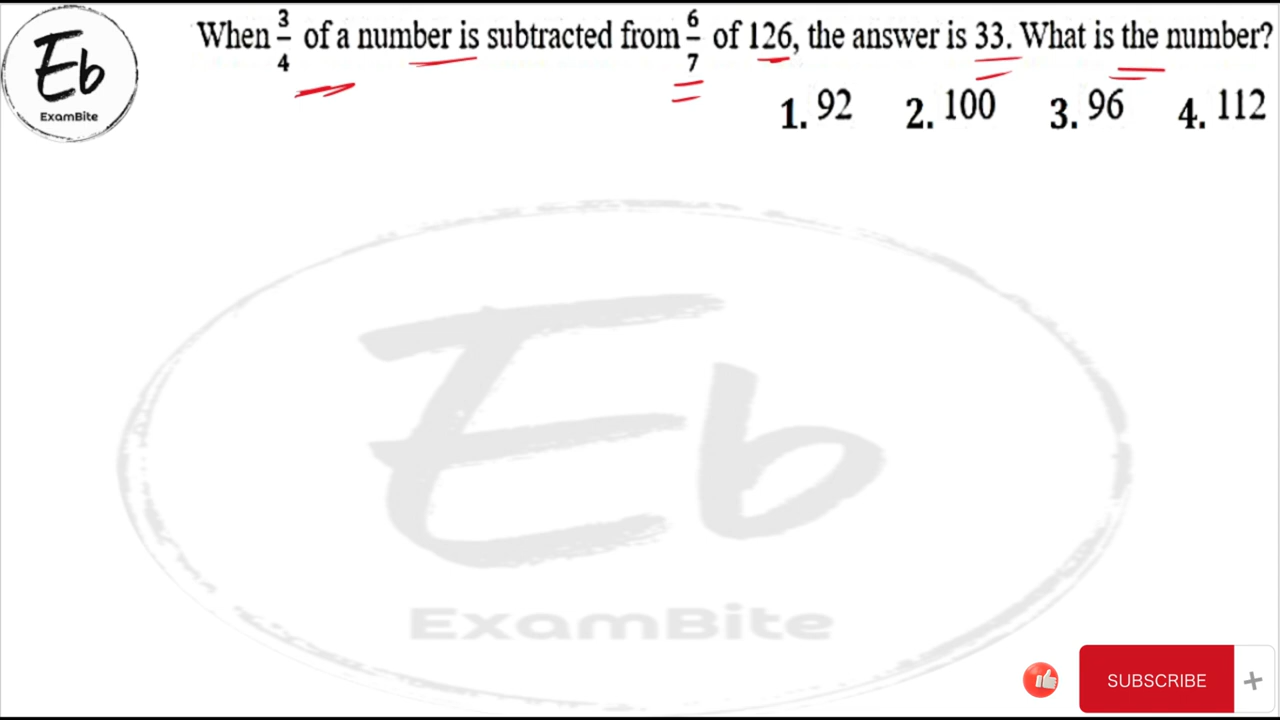 Eb
ExamBite
When 3/4 of a number is subtracted from 6/7 of 126, the answer is 33. What is the number?
1. 92 2. 100 3. 96 4. 112
Eb
ExamBite
SUBSCRIBE +